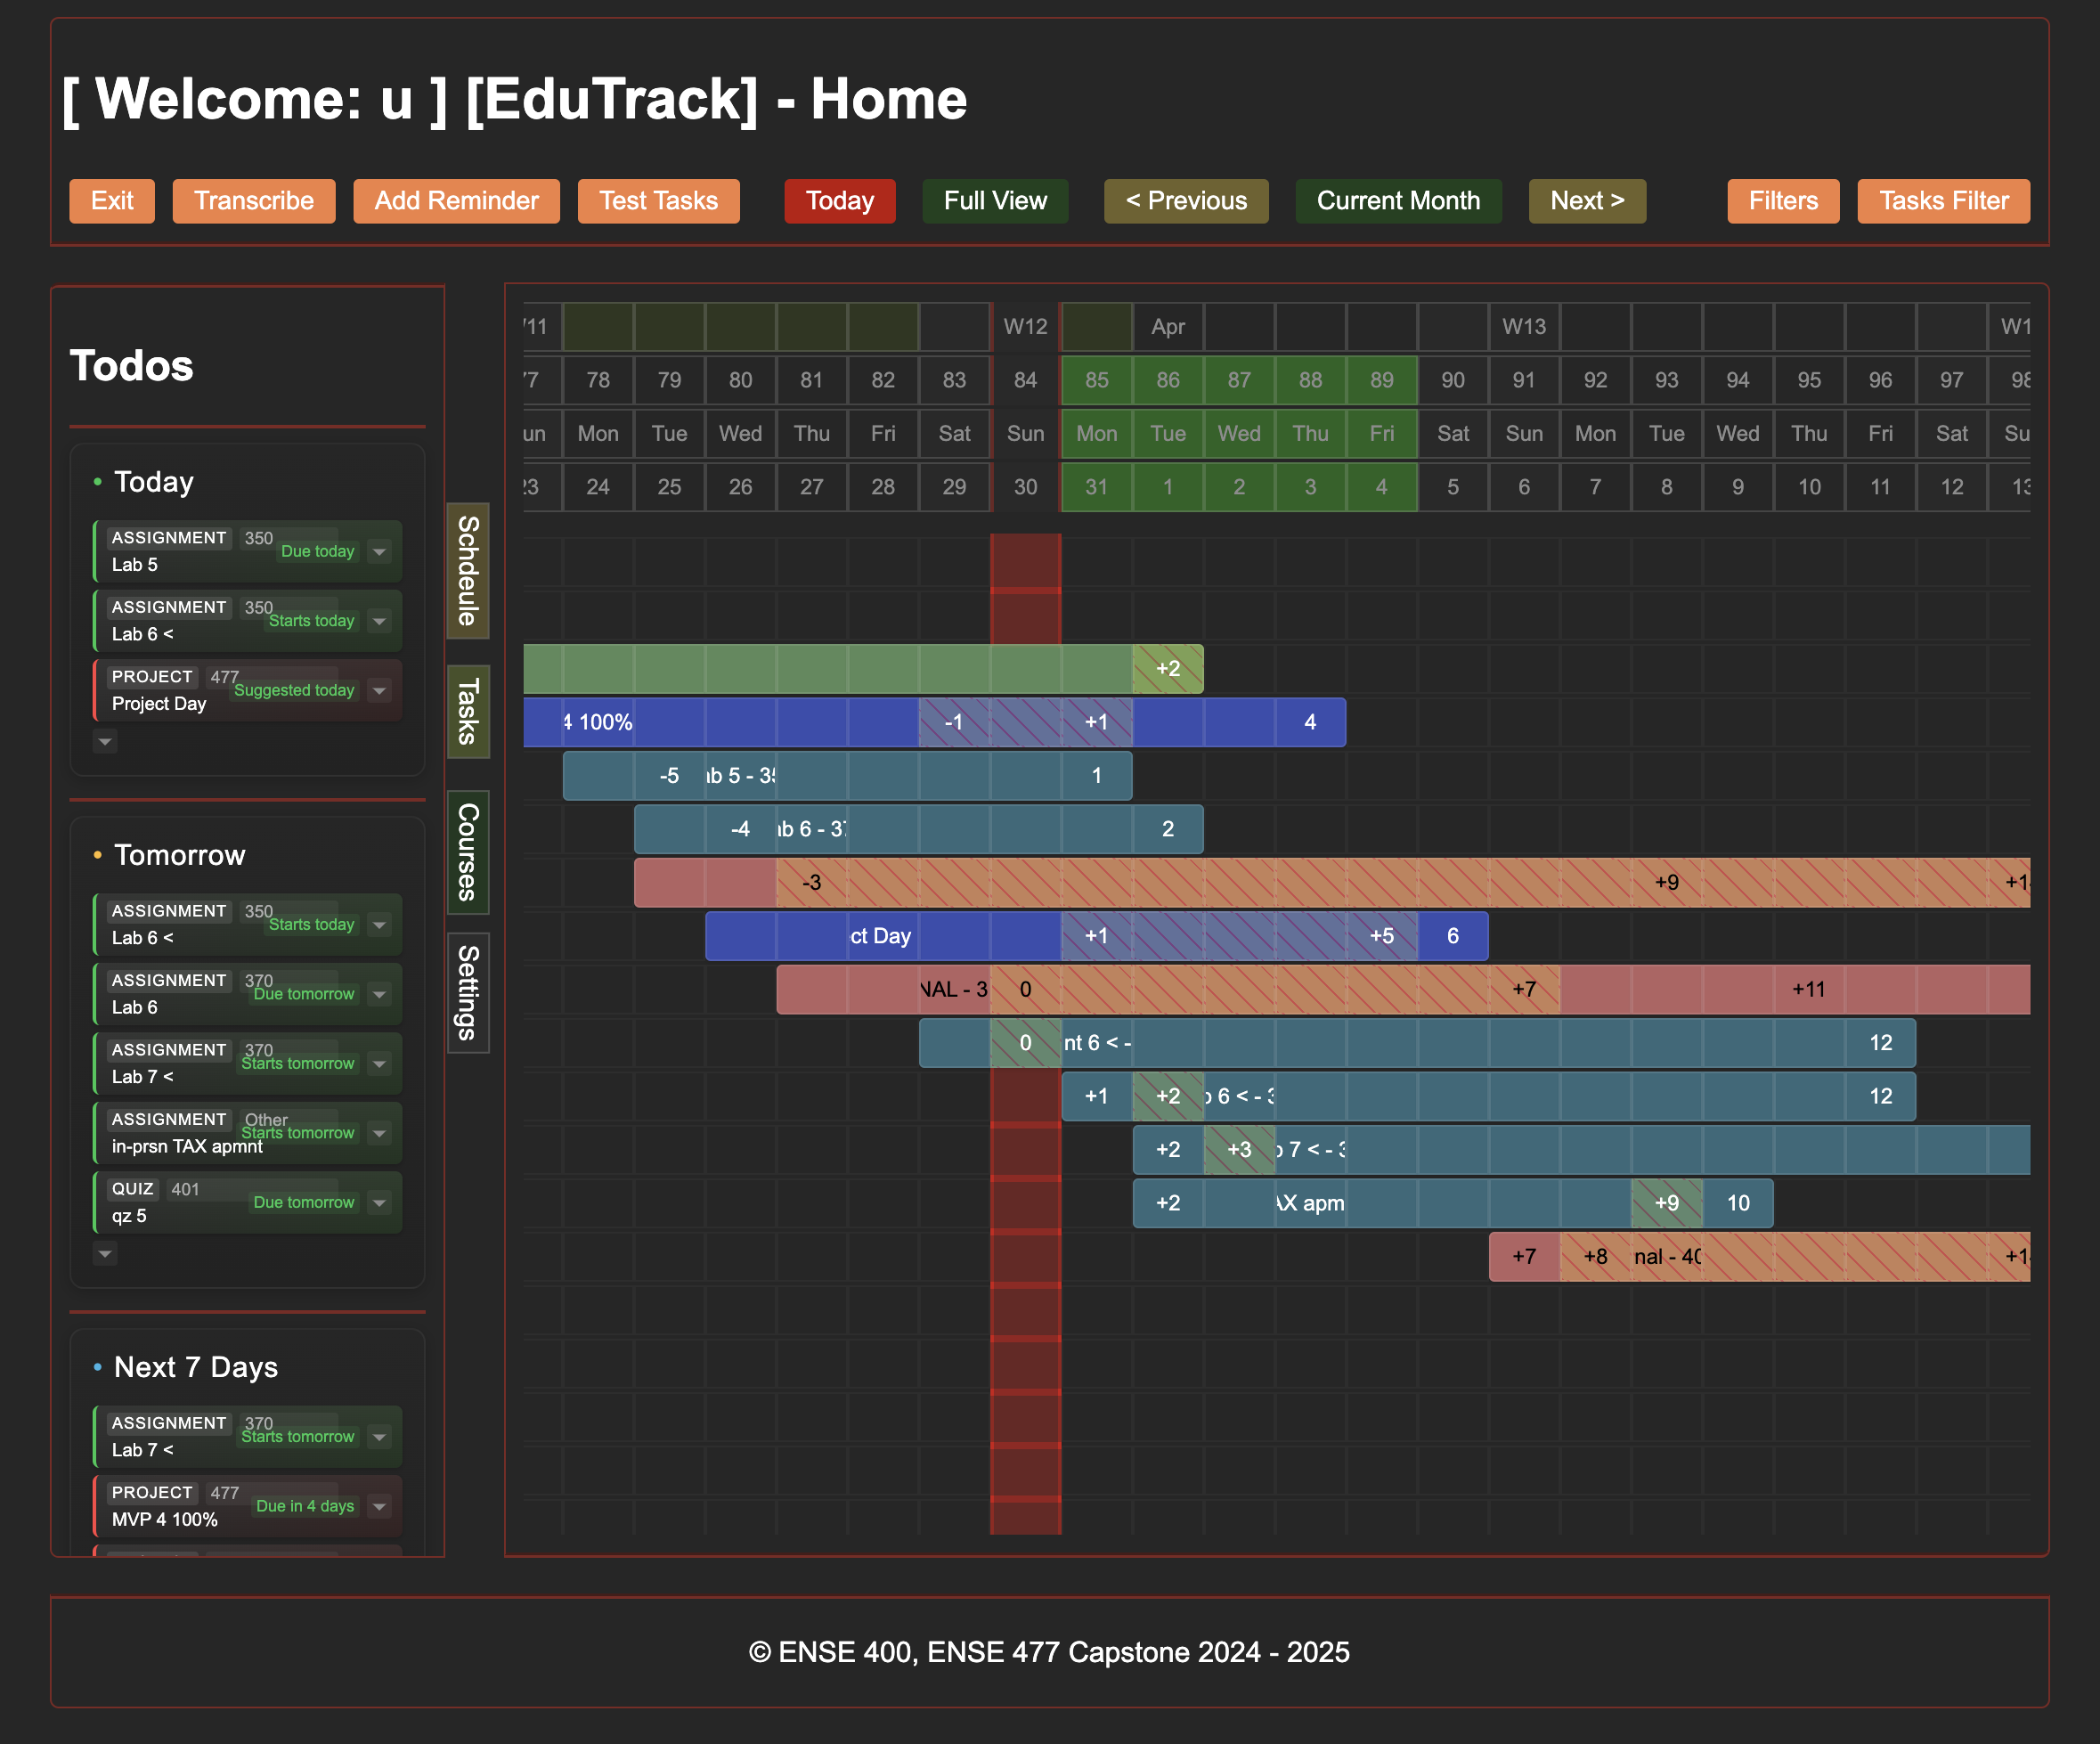 [ Welcome: u ] [EduTrack] - Home
Exit Transcribe Add Reminder Test Tasks Today Full View < Previous Current Month Next > Filters Tasks Filter
Todos
• Today
ASSIGNMENT 350
Due today
Lab 5
ASSIGNMENT 350
Starts today
Lab 6 <
PROJECT 477
Suggested today
Project Day
• Tomorrow
ASSIGNMENT 350
Starts today
Lab 6 <
ASSIGNMENT 370
Due tomorrow
Lab 6
ASSIGNMENT 370
Starts tomorrow
Lab 7 <
ASSIGNMENT Other
Starts tomorrow
in-prsn TAX apmnt
QUIZ 401
Due tomorrow
qz 5
• Next 7 Days
ASSIGNMENT 370
Starts tomorrow
Lab 7 <
PROJECT 477
Due in 4 days
MVP 4 100%
Schdeule
Tasks
Courses
Settings
W12 Apr W13
78 79 80 81 82 83 84 85 86 87 88 89 90 91 92 93 94 95 96 97 98
Mon Tue Wed Thu Fri Sat Sun Mon Tue Wed Thu Fri Sat Sun Mon Tue Wed Thu Fri Sat Su
24 25 26 27 28 29 30 31 1 2 3 4 5 6 7 8 9 10 11 12 13
+2
4 100% -1 +1 4
-5 ab 5 - 35 1
-4 ab 6 - 37 2
-3 +9 +1
ct Day +1 +5 6
NAL - 3 0 +7 +11
0 nt 6 < - 12
+1 +2 6 < - 3 12
+2 +3 7 < - 3
+2 AX apm +9 10
+7 +8 nal - 40 +1
© ENSE 400, ENSE 477 Capstone 2024 - 2025